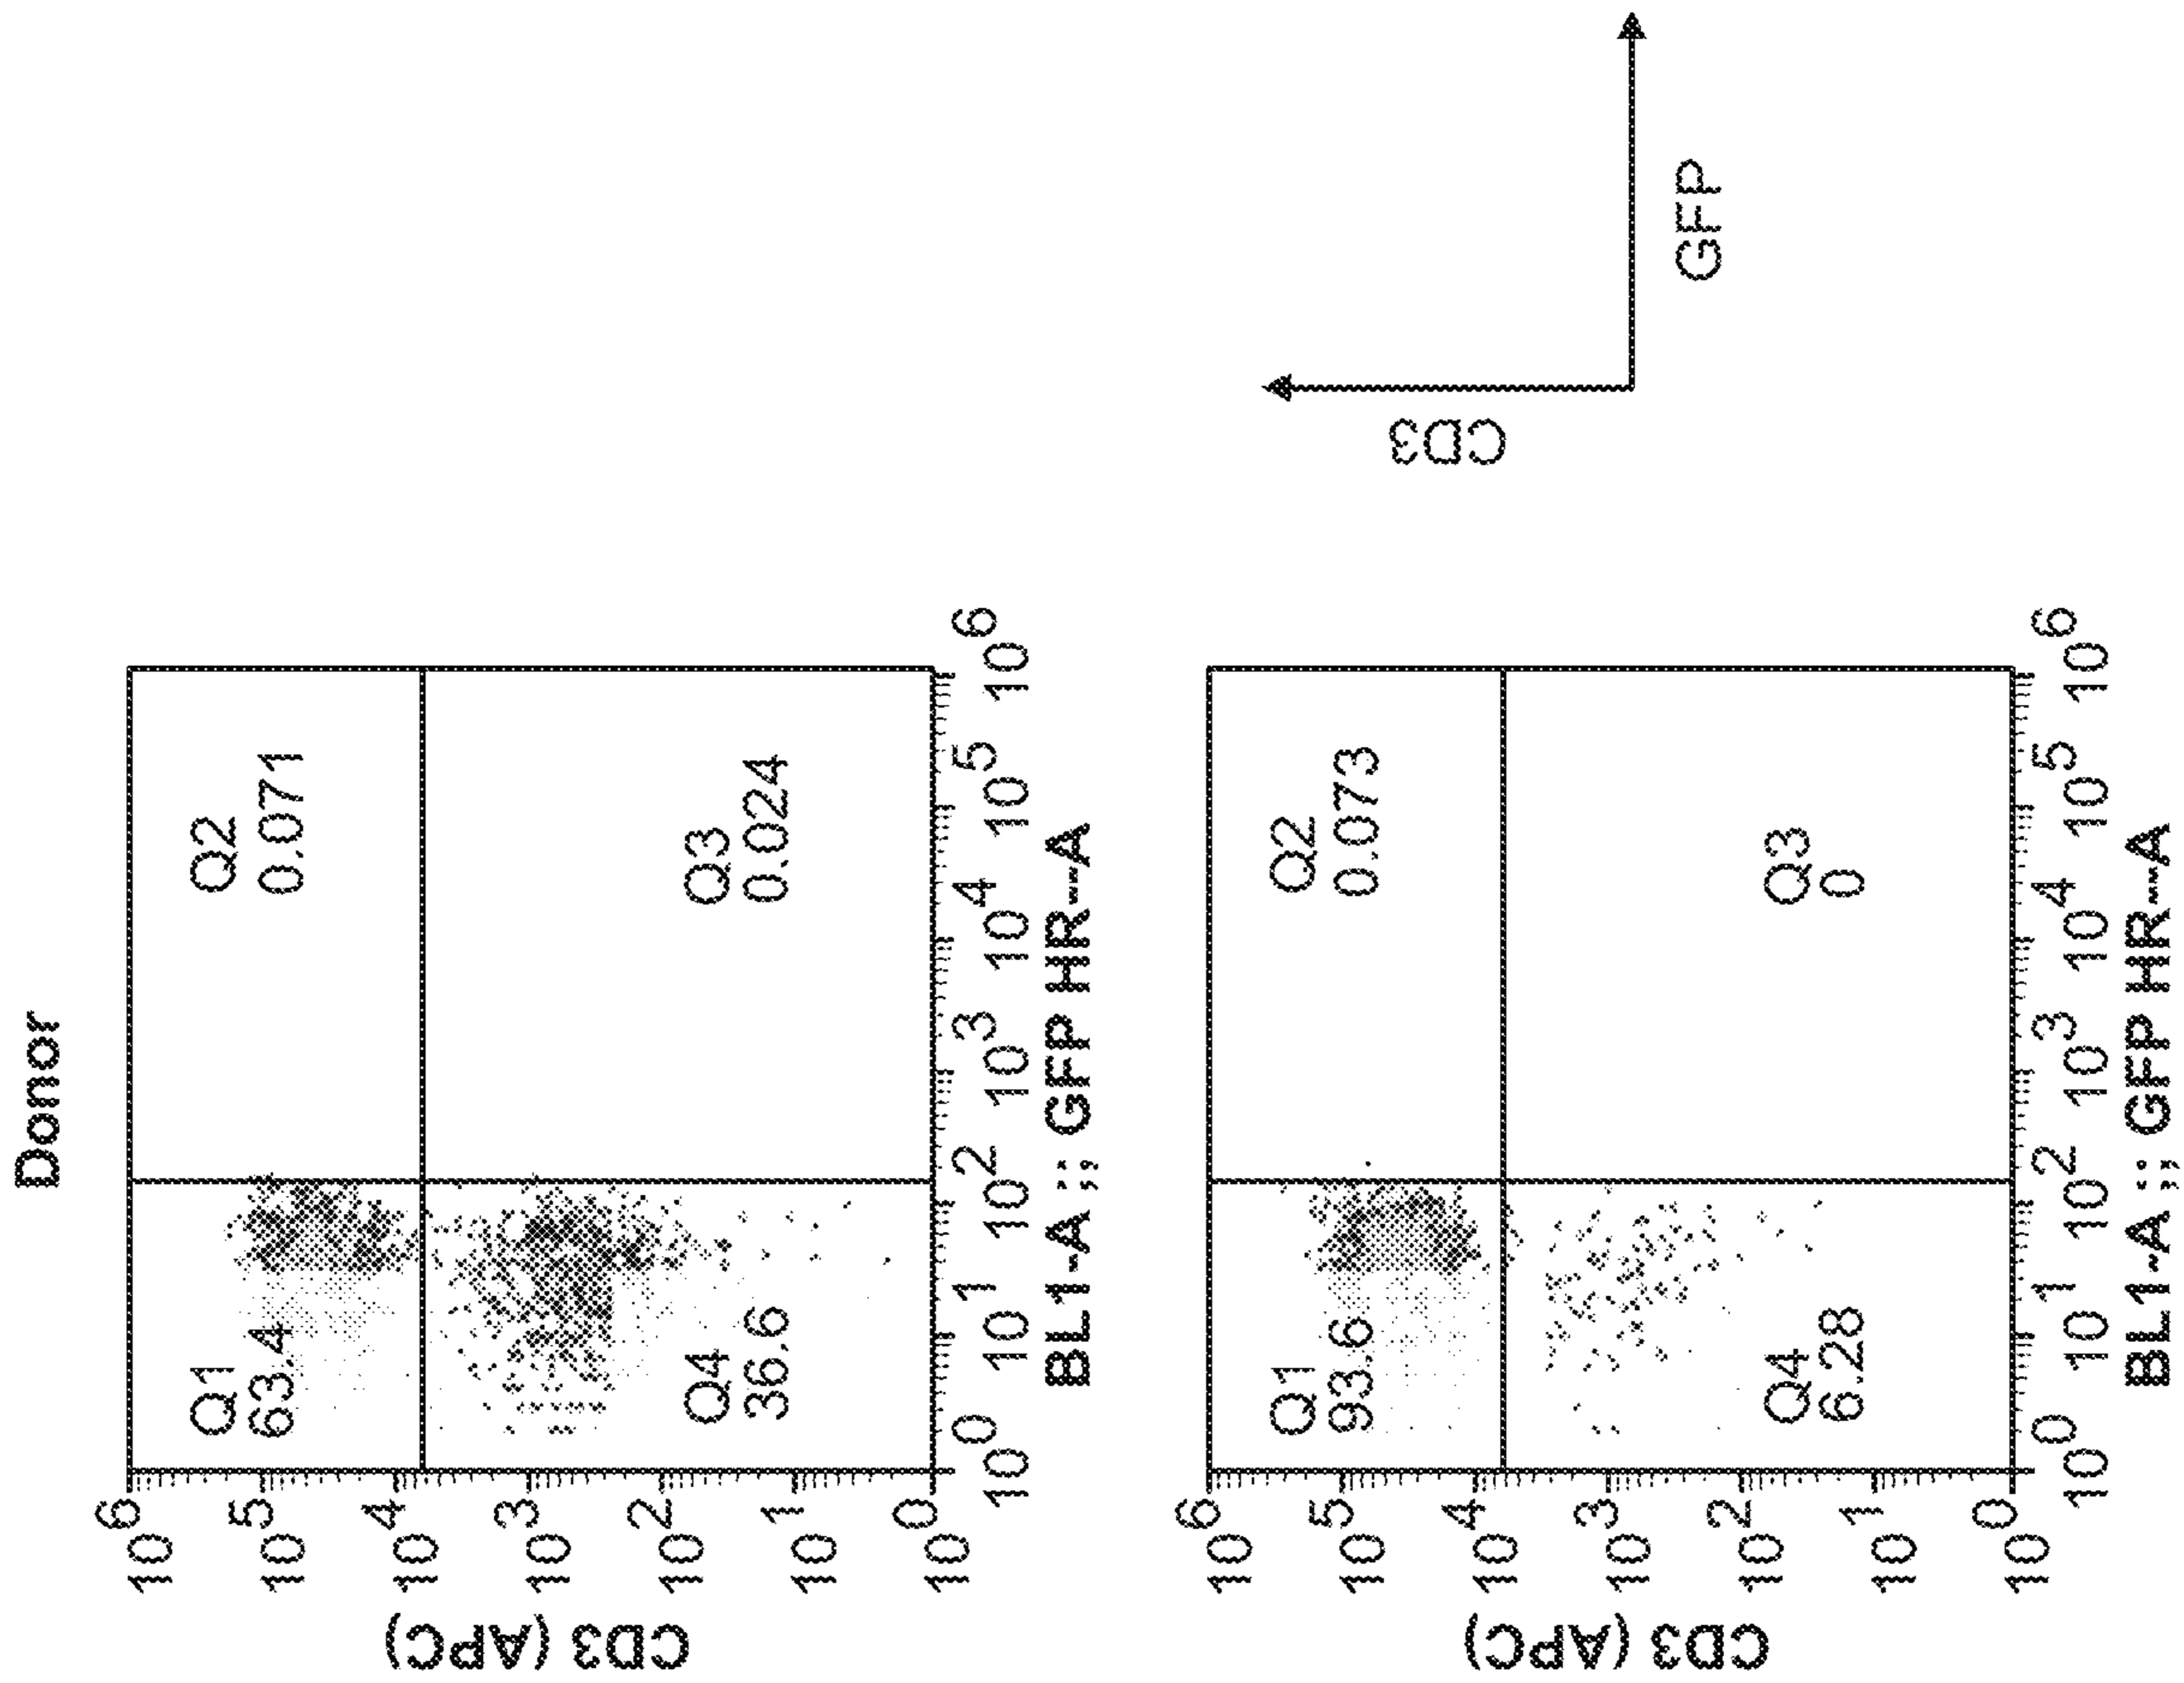 Donor
Q1
63.4
Q2
0.071
Q4
36.6
Q3
0.024
10^6
10^5
10^4
10^3
10^2
10^1
10^0
CD3 (APC)
10^0 10^1 10^2 10^3 10^4 10^5 10^6
BL1-A :: GFP HR-A
Q1
93.6
Q2
0.073
Q4
6.28
Q3
0
10^6
10^5
10^4
10^3
10^2
10^1
10^0
CD3 (APC)
10^0 10^1 10^2 10^3 10^4 10^5 10^6
BL1-A :: GFP HR-A
CD3
GFP